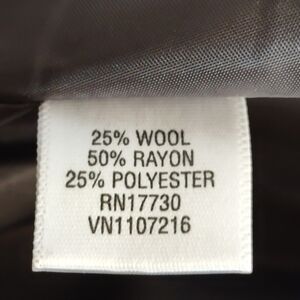 25% WOOL
50% RAYON
25% POLYESTER
RN17730
VN1107216